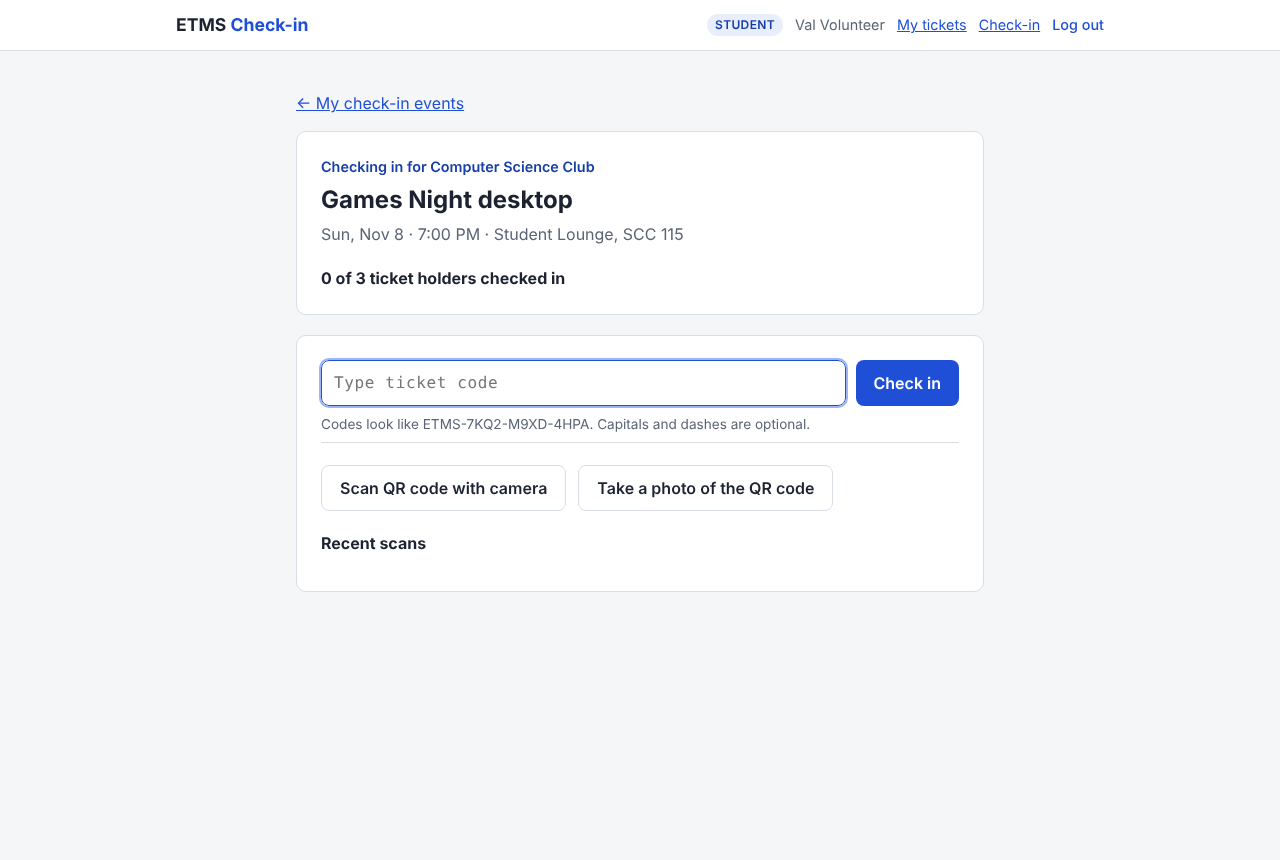 ETMS Check-in
STUDENT Val Volunteer My tickets Check-in Log out
← My check-in events
Checking in for Computer Science Club
Games Night desktop
Sun, Nov 8 · 7:00 PM · Student Lounge, SCC 115
0 of 3 ticket holders checked in
Type ticket code
Check in
Codes look like ETMS-7KQ2-M9XD-4HPA. Capitals and dashes are optional.
Scan QR code with camera
Take a photo of the QR code
Recent scans